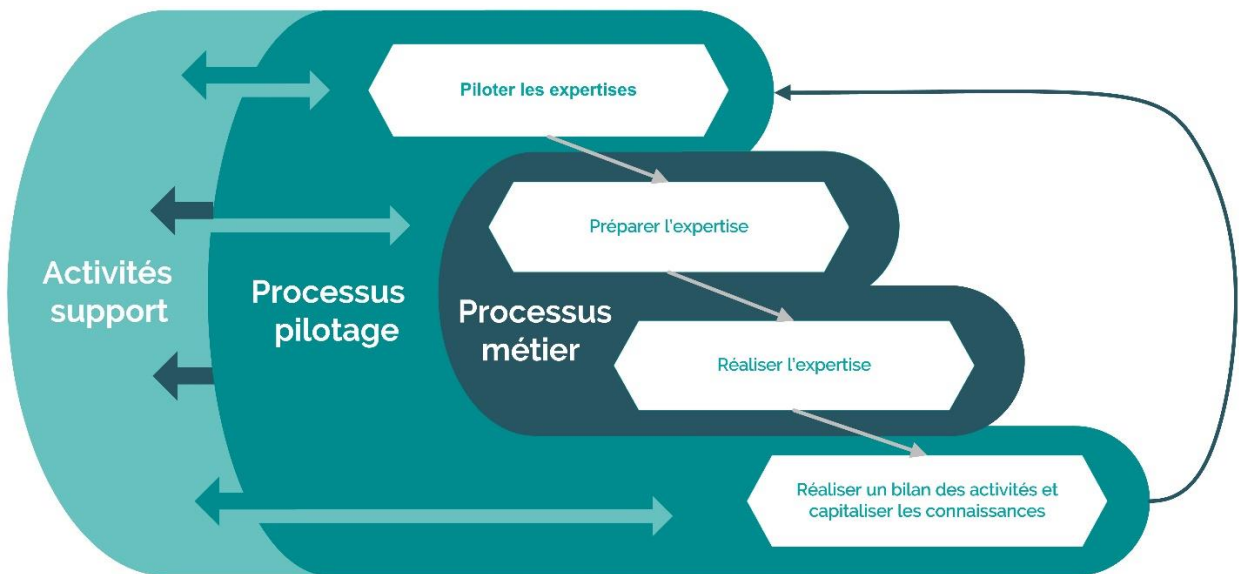 Piloter les expertises
Préparer l'expertise
Activités
support
Processus
pilotage
Processus
métier
Réaliser l'expertise
Réaliser un bilan des activités et
capitaliser les connaissances